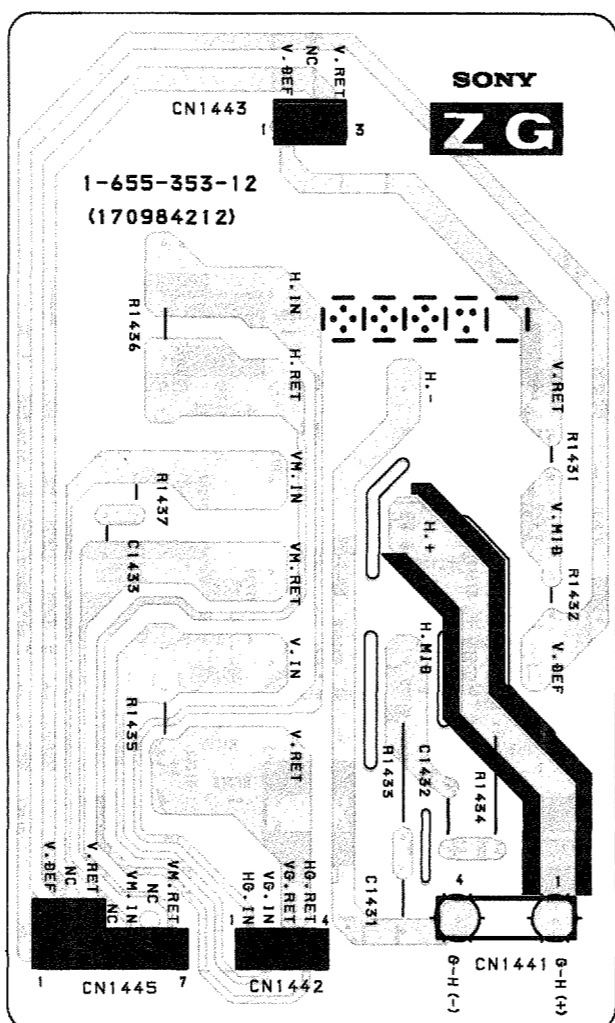 V.DEF
NC
V.RET
CN1443
1
3
SONY
ZG
1-655-353-12
(170984212)
H.IN
R1436
H.RET
H.-
V.RET
R1431
VM.IN
R1437
V.MID
H.+
C1433
VM.RET
R1432
V.IN
H.MID
V.DEF
R1435
V.RET
R1433
C1432
R1434
V.DEF
NC
V.RET
NC
VM.IN
NC
VM.RET
HG.IN
VG.IN
VG.RET
HG.RET
1
4
C1431
4
1
1
CN1445
7
CN1442
G-H(-)
CN1441
G-H(+)